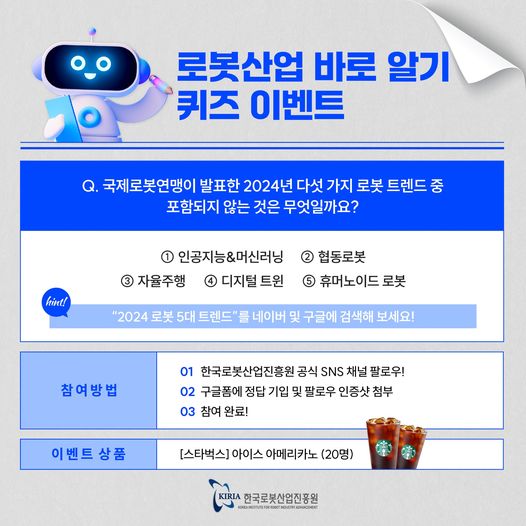 로봇산업 바로 알기
퀴즈 이벤트
Q. 국제로봇연맹이 발표한 2024년 다섯 가지 로봇 트렌드 중
포함되지 않는 것은 무엇일까요?
① 인공지능&머신러닝 ② 협동로봇
③ 자율주행 ④ 디지털 트윈 ⑤ 휴머노이드 로봇
hint!
"2024 로봇 5대 트렌드"를 네이버 및 구글에 검색해 보세요!
참여방법
01 한국로봇산업진흥원 공식 SNS 채널 팔로우!
02 구글폼에 정답 기입 및 팔로우 인증샷 첨부
03 참여 완료!
이벤트 상품
[스타벅스] 아이스 아메리카노 (20명)
KIRIA 한국로봇산업진흥원
KOREA INSTITUTE FOR ROBOT INDUSTRY ADVANCEMENT